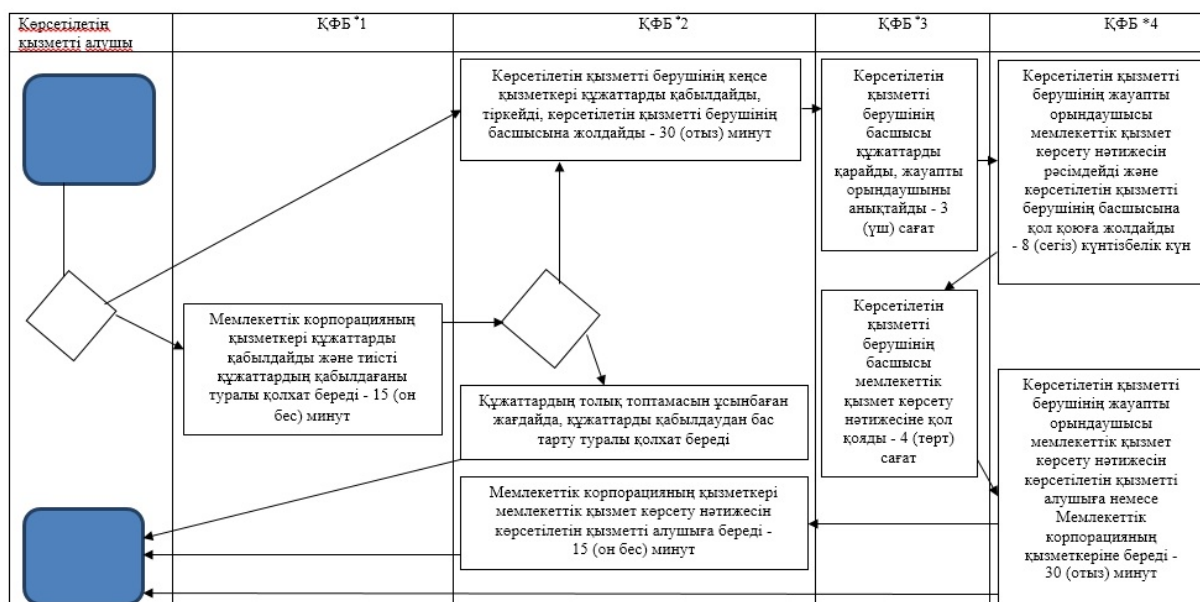 Көрсетілетін
қызметті алушы
ҚФБ *1
ҚФБ *2
ҚФБ *3
ҚФБ *4
Көрсетілетін қызметті берушінің кеңсе
қызметкері құжаттарды қабылдайды,
тіркейді, көрсетілетін қызметті берушінің
басшысына жолдайды - 30 (отыз) минут
Көрсетілетін
қызметті
берушінің
басшысы
құжаттарды
қарайды, жауапты
орындаушыны
анықтайды - 3
(үш) сағат
Көрсетілетін қызметті
берушінің жауапты
орындаушысы
мемлекеттік қызмет
көрсету нәтижесін
рәсімдейді және
көрсетілетін қызметті
берушінің басшысына
қол қоюға жолдайды
- 8 (сегіз) күнтізбелік күн
Мемлекеттік корпорацияның
қызметкері құжаттарды
қабылдайды және тиісті
құжаттардың қабылдағаны
туралы қолхат береді - 15 (он
бес) минут
Құжаттардың толық топтамасын ұсынбаған
жағдайда, құжаттарды қабылдаудан бас
тарту туралы қолхат береді
Көрсетілетін
қызметті
берушінің
басшысы
мемлекеттік
қызмет көрсету
нәтижесіне қол
қояды - 4 (төрт)
сағат
Көрсетілетін қызметті
берушінің жауапты
орындаушысы
мемлекеттік қызмет
көрсету нәтижесін
көрсетілетін қызметті
алушыға немесе
Мемлекеттік
корпорацияның
қызметкеріне береді -
30 (отыз) минут
Мемлекеттік корпорацияның қызметкері
мемлекеттік қызмет көрсету нәтижесін
көрсетілетін қызметті алушыға береді -
15 (он бес) минут